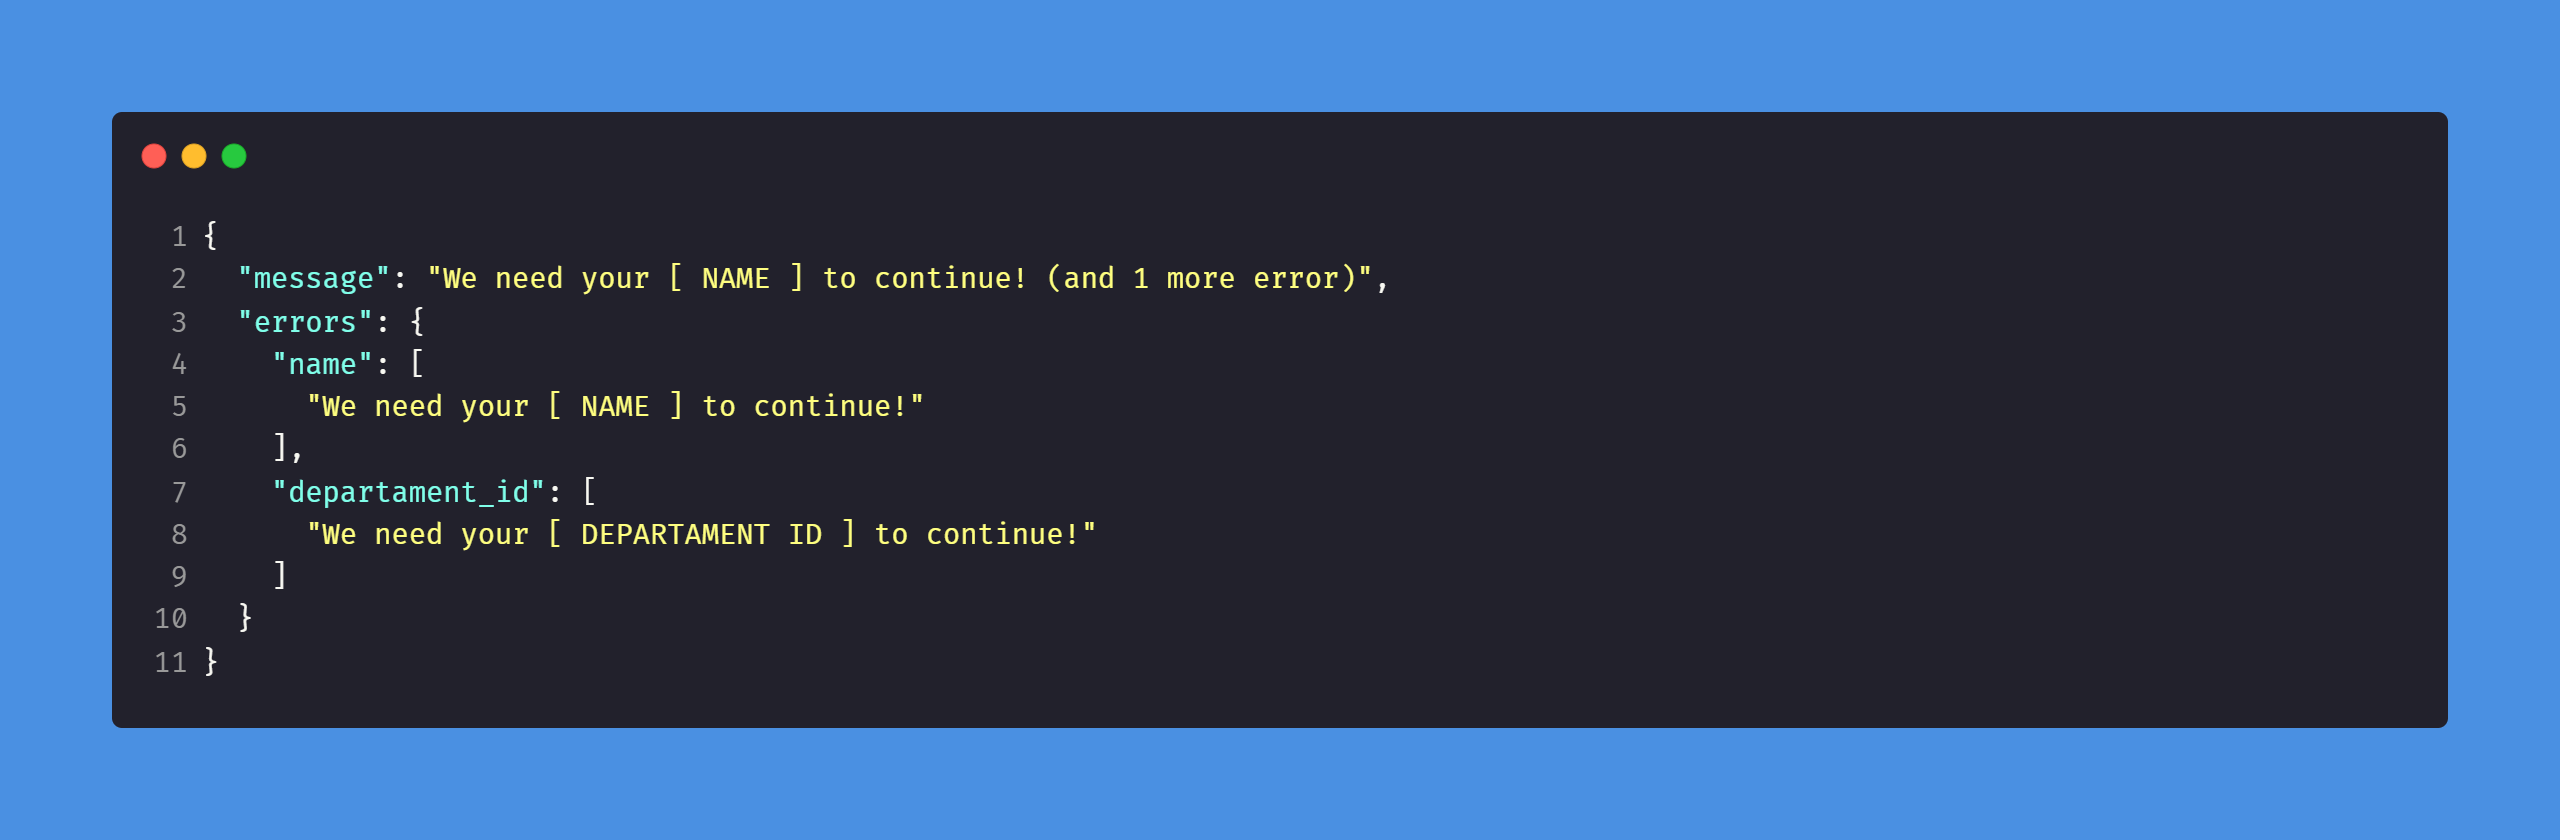 1 {
2   "message": "We need your [ NAME ] to continue! (and 1 more error)",
3   "errors": {
4     "name": [
5       "We need your [ NAME ] to continue!"
6     ],
7     "departament_id": [
8       "We need your [ DEPARTAMENT ID ] to continue!"
9     ]
10   }
11 }